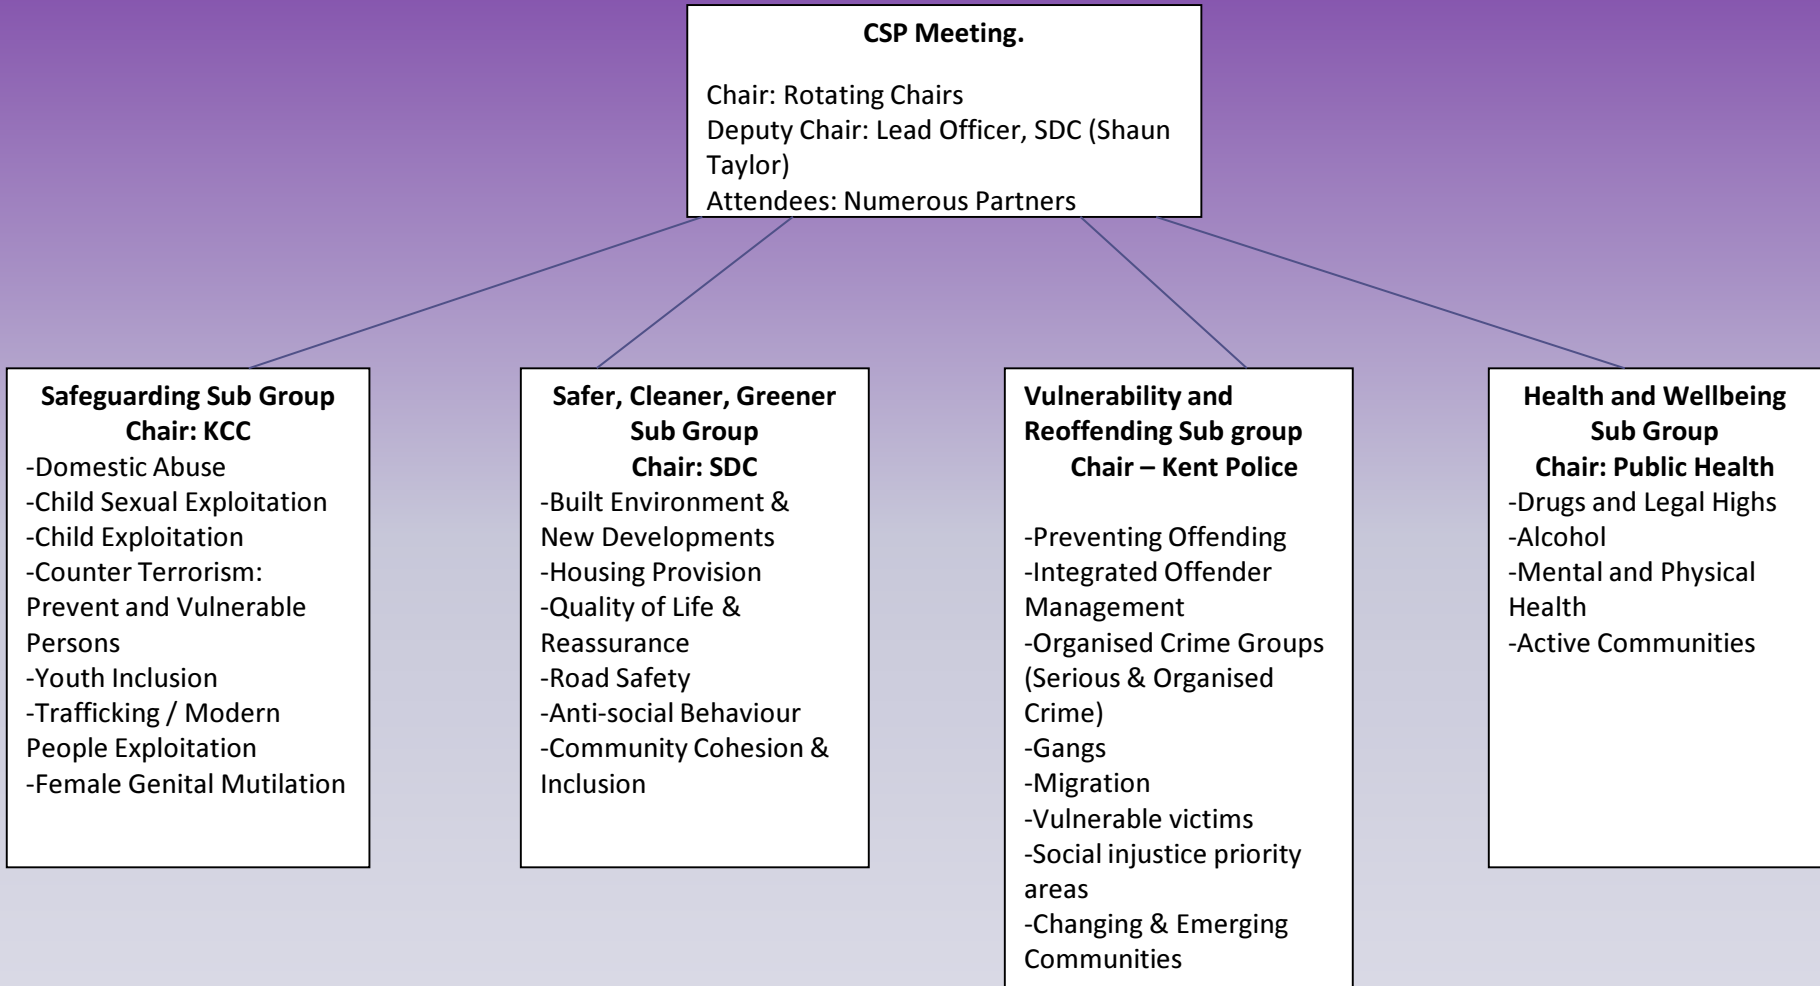 CSP Meeting.
Chair: Rotating Chairs
Deputy Chair: Lead Officer, SDC (Shaun
Taylor)
Attendees: Numerous Partners
Safeguarding Sub Group
Chair: KCC
-Domestic Abuse
-Child Sexual Exploitation
-Child Exploitation
-Counter Terrorism:
Prevent and Vulnerable
Persons
-Youth Inclusion
-Trafficking / Modern
People Exploitation
-Female Genital Mutilation
Safer, Cleaner, Greener
Sub Group
Chair: SDC
-Built Environment &
New Developments
-Housing Provision
-Quality of Life &
Reassurance
-Road Safety
-Anti-social Behaviour
-Community Cohesion &
Inclusion
Vulnerability and
Reoffending Sub group
Chair – Kent Police
-Preventing Offending
-Integrated Offender
Management
-Organised Crime Groups
(Serious & Organised
Crime)
-Gangs
-Migration
-Vulnerable victims
-Social injustice priority
areas
-Changing & Emerging
Communities
Health and Wellbeing
Sub Group
Chair: Public Health
-Drugs and Legal Highs
-Alcohol
-Mental and Physical
Health
-Active Communities